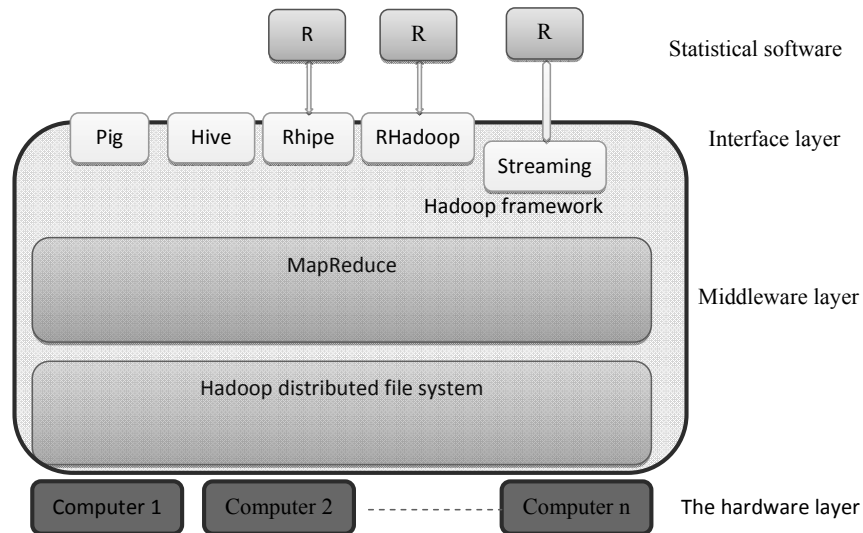 R R R Statistical software
Pig Hive Rhipe RHadoop Interface layer
Streaming
Hadoop framework
MapReduce
Middleware layer
Hadoop distributed file system
Computer 1 Computer 2 Computer n The hardware layer